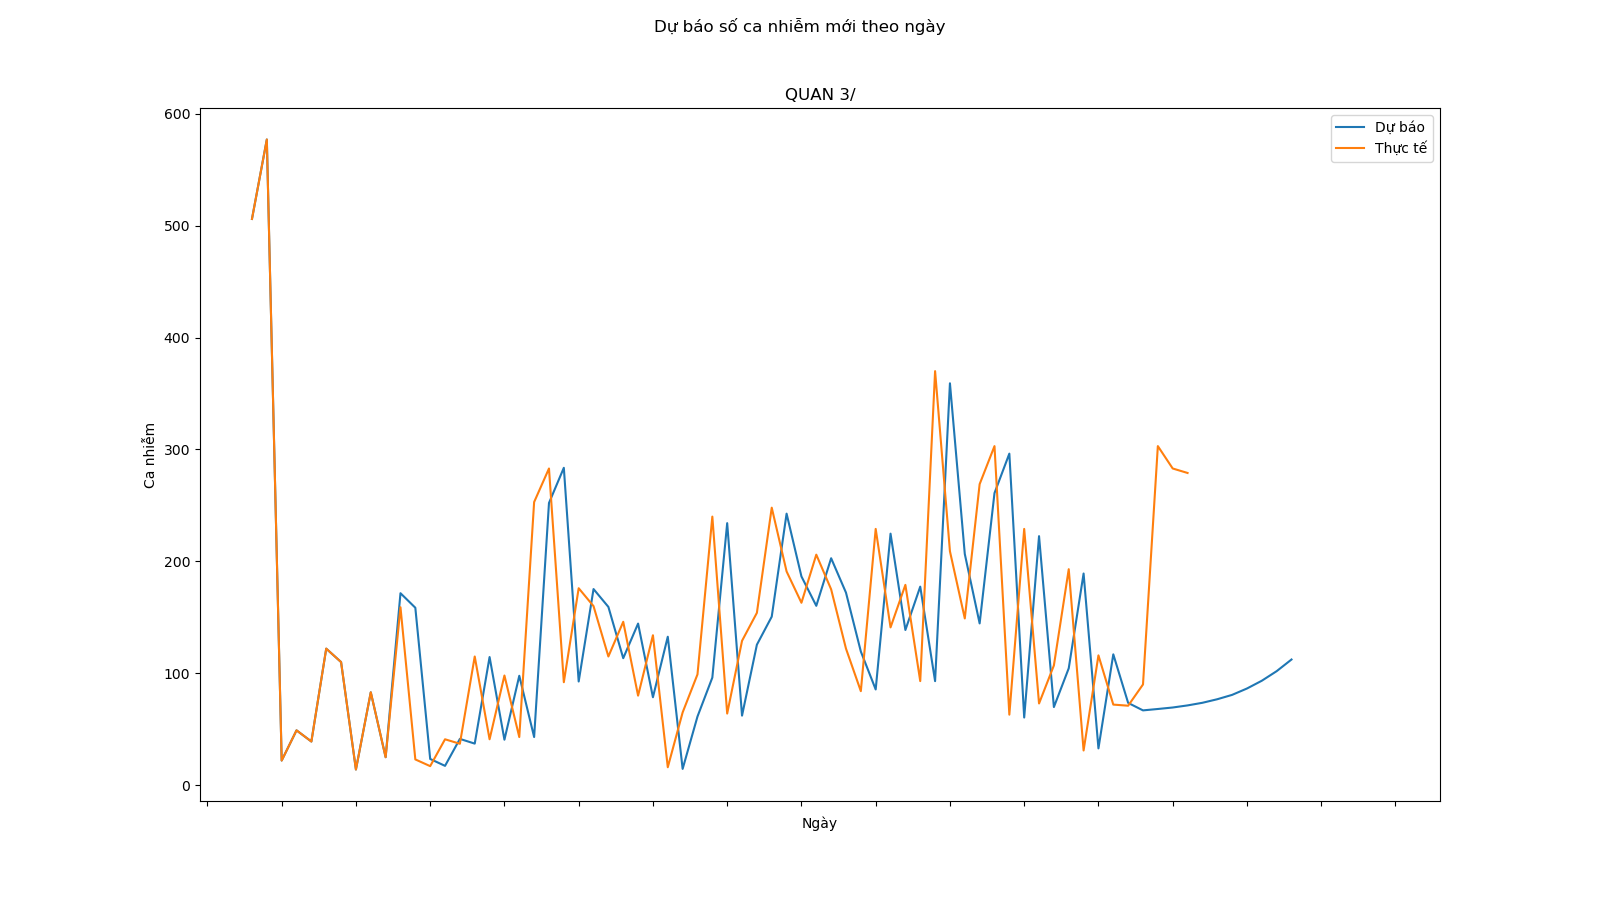 Dự báo số ca nhiễm mới theo ngày
QUAN 3/
600
500
400
300
200
100
0
Ca nhiễm
Ngày
Dự báo
Thực tế